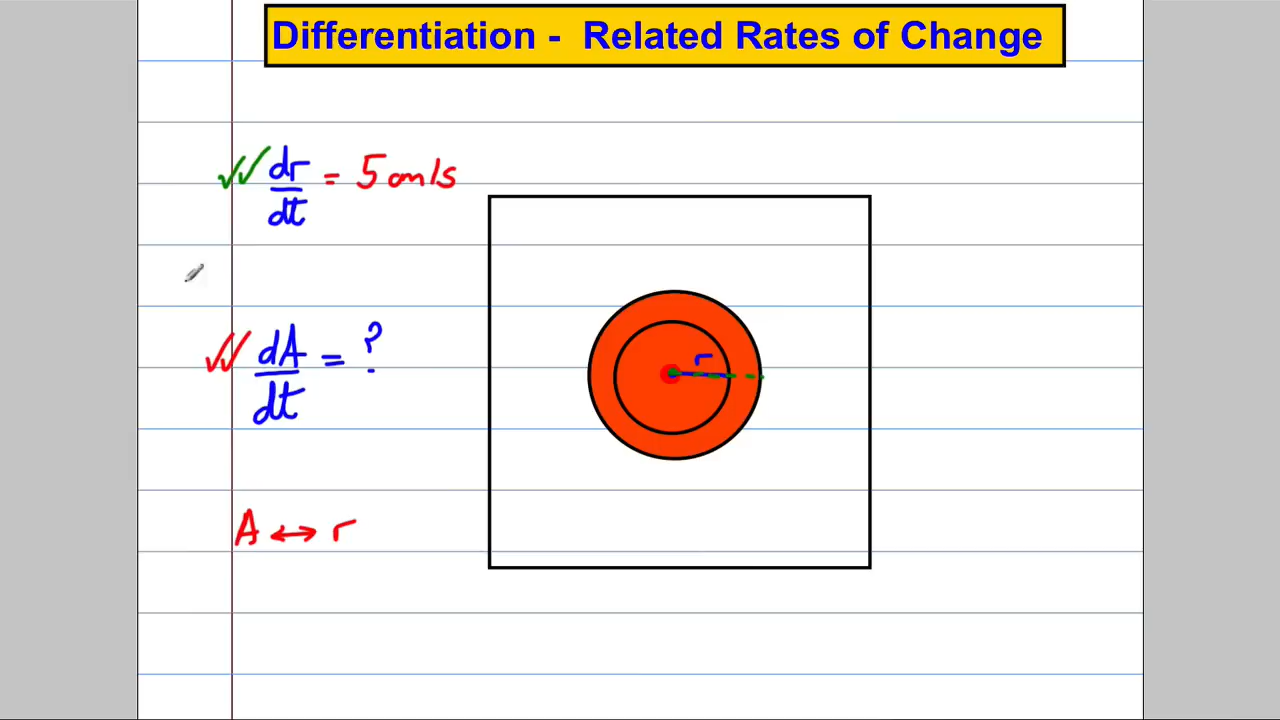 Differentiation - Related Rates of Change
dr/dt = 5 cm/s
r
dA/dt = ?
A ↔ r